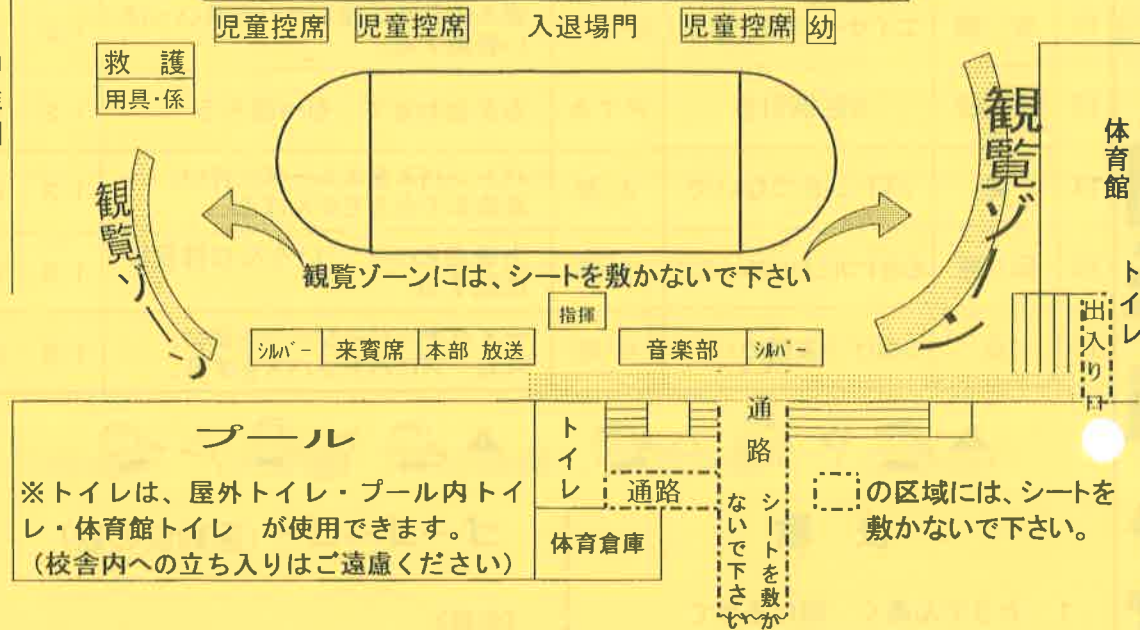 児童控席 児童控席 入退場門 児童控席 幼
救 護
用具・係
観覧ゾーン
観覧ゾーン
体育館
トイレ
出入り口
観覧ゾーンには、シートを敷かないで下さい
指揮
シルバー 来賓席 本部 放送 音楽部 シルバー
プール
※トイレは、屋外トイレ・プール内トイ
レ・体育館トイレ が使用できます。
(校舎内への立ち入りはご遠慮ください)
トイレ
体育倉庫
通路
通路
シートを敷か
ないで下さい
の区域には、シートを
敷かないで下さい。